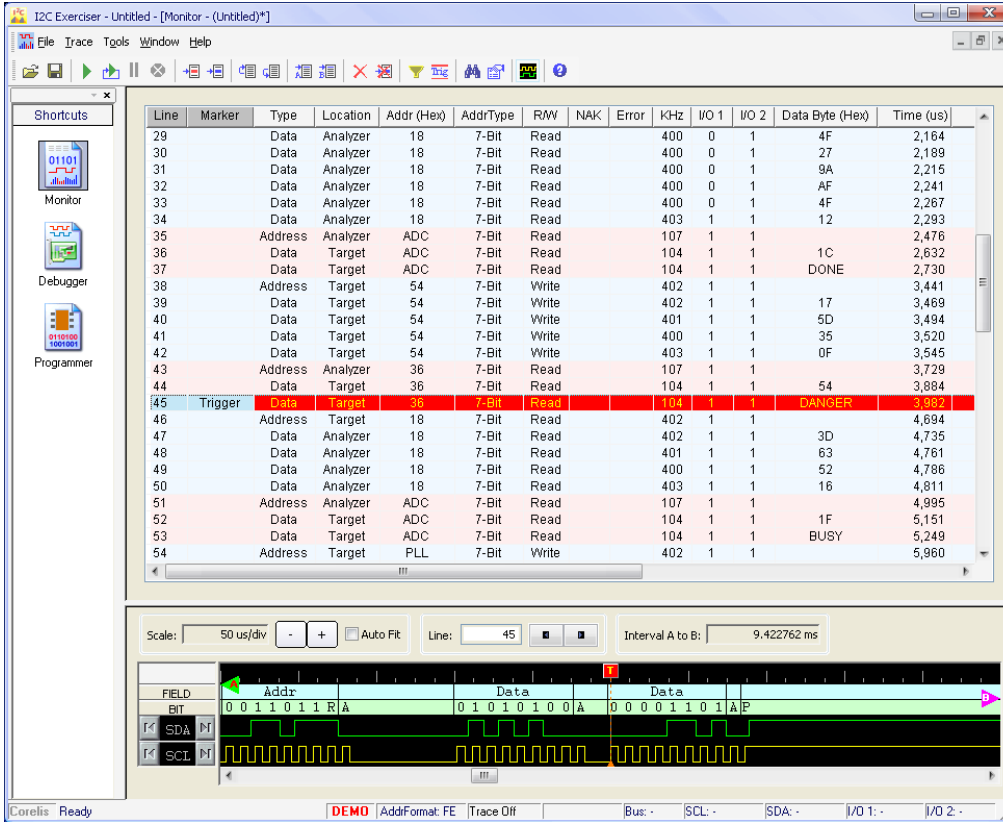 I2C Exerciser - Untitled - [Monitor - (Untitled)*]
File Trace Tools Window Help
Shortcuts
01101
Monitor
Debugger
0110100
1001001
Programmer
Line Marker Type Location Addr (Hex) AddrType R/W NAK Error KHz I/O 1 I/O 2 Data Byte (Hex) Time (us)
29 Data Analyzer 18 7-Bit Read 400 0 1 4F 2,164
30 Data Analyzer 18 7-Bit Read 400 0 1 27 2,189
31 Data Analyzer 18 7-Bit Read 400 0 1 9A 2,215
32 Data Analyzer 18 7-Bit Read 400 0 1 AF 2,241
33 Data Analyzer 18 7-Bit Read 400 0 1 4F 2,267
34 Data Analyzer 18 7-Bit Read 403 1 1 12 2,293
35 Address Analyzer ADC 7-Bit Read 107 1 1 2,476
36 Data Target ADC 7-Bit Read 104 1 1 1C 2,632
37 Data Target ADC 7-Bit Read 104 1 1 DONE 2,730
38 Address Target 54 7-Bit Write 402 1 1 3,441
39 Data Target 54 7-Bit Write 402 1 1 17 3,469
40 Data Target 54 7-Bit Write 401 1 1 5D 3,494
41 Data Target 54 7-Bit Write 400 1 1 35 3,520
42 Data Target 54 7-Bit Write 403 1 1 0F 3,545
43 Address Analyzer 36 7-Bit Read 107 1 1 3,729
44 Data Target 36 7-Bit Read 104 1 1 54 3,884
45 Trigger Data Target 36 7-Bit Read 104 1 1 DANGER 3,982
46 Address Target 18 7-Bit Read 402 1 1 4,694
47 Data Analyzer 18 7-Bit Read 402 1 1 3D 4,735
48 Data Analyzer 18 7-Bit Read 401 1 1 63 4,761
49 Data Analyzer 18 7-Bit Read 400 1 1 52 4,786
50 Data Analyzer 18 7-Bit Read 403 1 1 16 4,811
51 Address Analyzer ADC 7-Bit Read 107 1 1 4,995
52 Data Target ADC 7-Bit Read 104 1 1 1F 5,151
53 Data Target ADC 7-Bit Read 104 1 1 BUSY 5,249
54 Address Target PLL 7-Bit Write 402 1 1 5,960
Scale: 50 us/div - + Auto Fit Line: 45 Interval A to B: 9.422762 ms
T
A B
FIELD Addr Data Data
BIT 0 0 1 1 0 1 1 R A 0 1 0 1 0 1 0 0 A 0 0 0 0 1 1 0 1 A P
SDA
SCL
Corelis Ready DEMO AddrFormat: FE Trace Off Bus: - SCL: - SDA: - I/O 1: - I/O 2: -